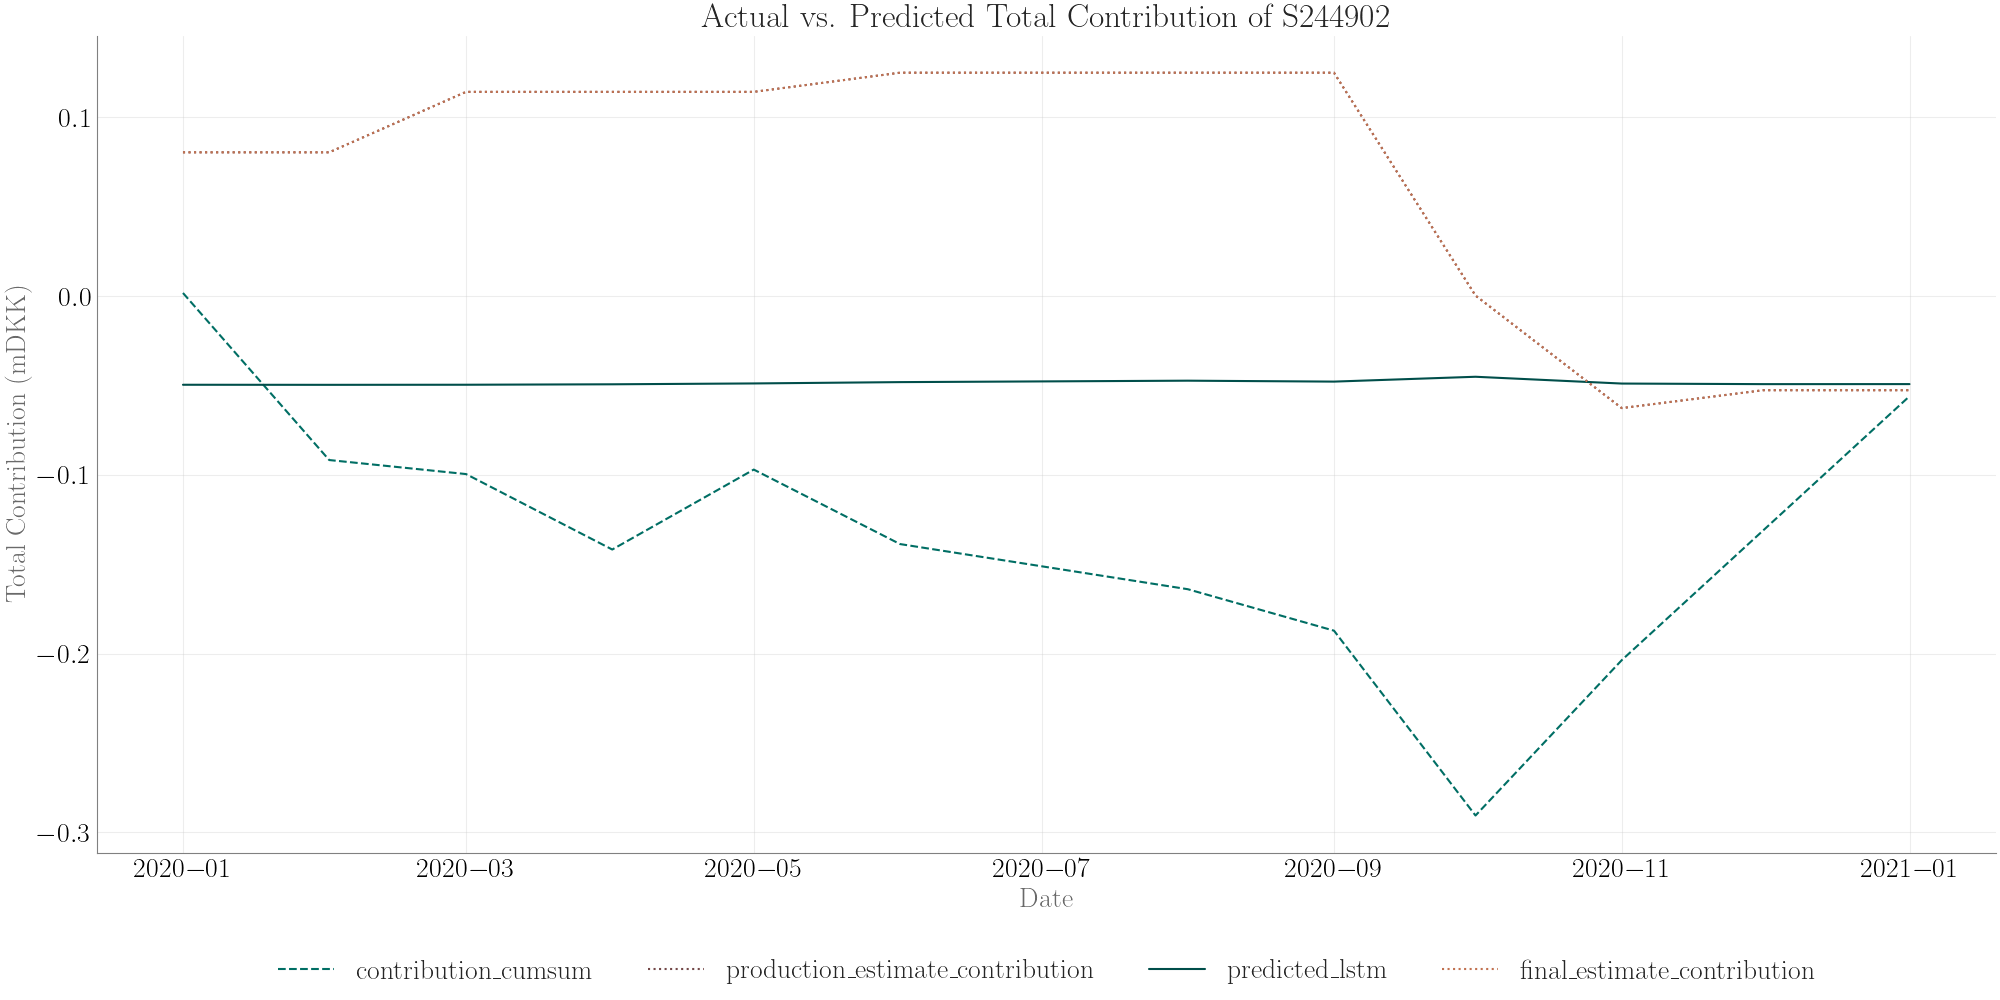 Actual vs. Predicted Total Contribution of S244902
Total Contribution (mDKK)
0.1
0.0
−0.1
−0.2
−0.3
2020−01 2020−03 2020−05 2020−07 2020−09 2020−11 2021−01
Date
contribution_cumsum production_estimate_contribution predicted_lstm final_estimate_contribution